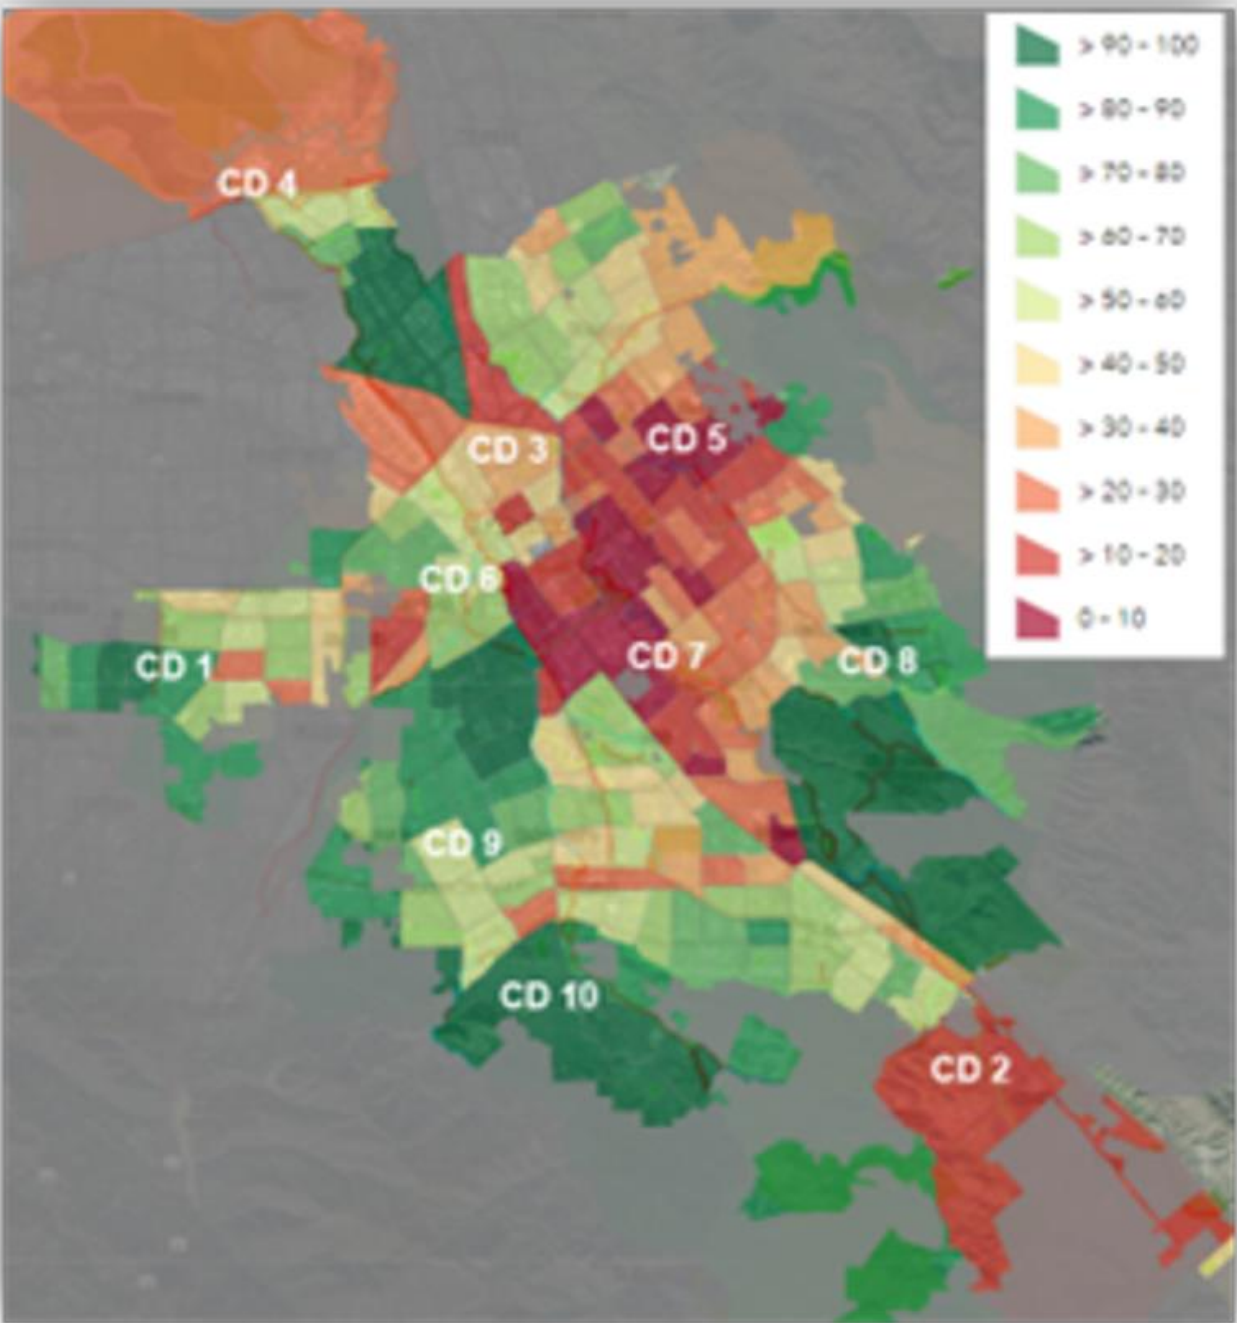 > 90 - 100
> 80 - 90
> 70 - 80
> 60 - 70
> 50 - 60
> 40 - 50
> 30 - 40
> 20 - 30
> 10 - 20
0 - 10
CD 4
CD 3
CD 5
CD 6
CD 1
CD 7
CD 8
CD 9
CD 10
CD 2